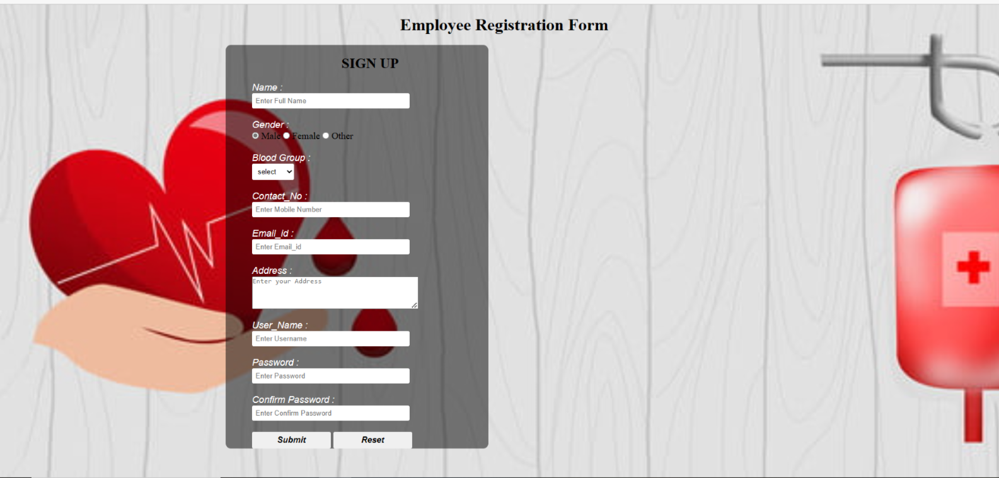 Employee Registration Form
SIGN UP
Name :
Enter Full Name
Gender :
Male Female Other
Blood Group :
select
Contact_No :
Enter Mobile Number
Email_id :
Enter Email_id
Address :
Enter your Address
User_Name :
Enter Username
Password :
Enter Password
Confirm Password :
Enter Confirm Password
Submit Reset